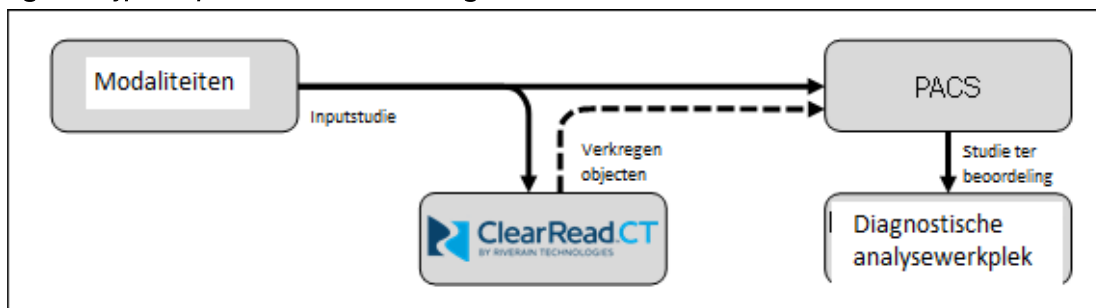 Modaliteiten
PACS
Inputstudie
Verkregen
objecten
Studie ter
beoordeling
ClearRead.CT
BY RIVERAIN TECHNOLOGIES
Diagnostische
analysewerkplek